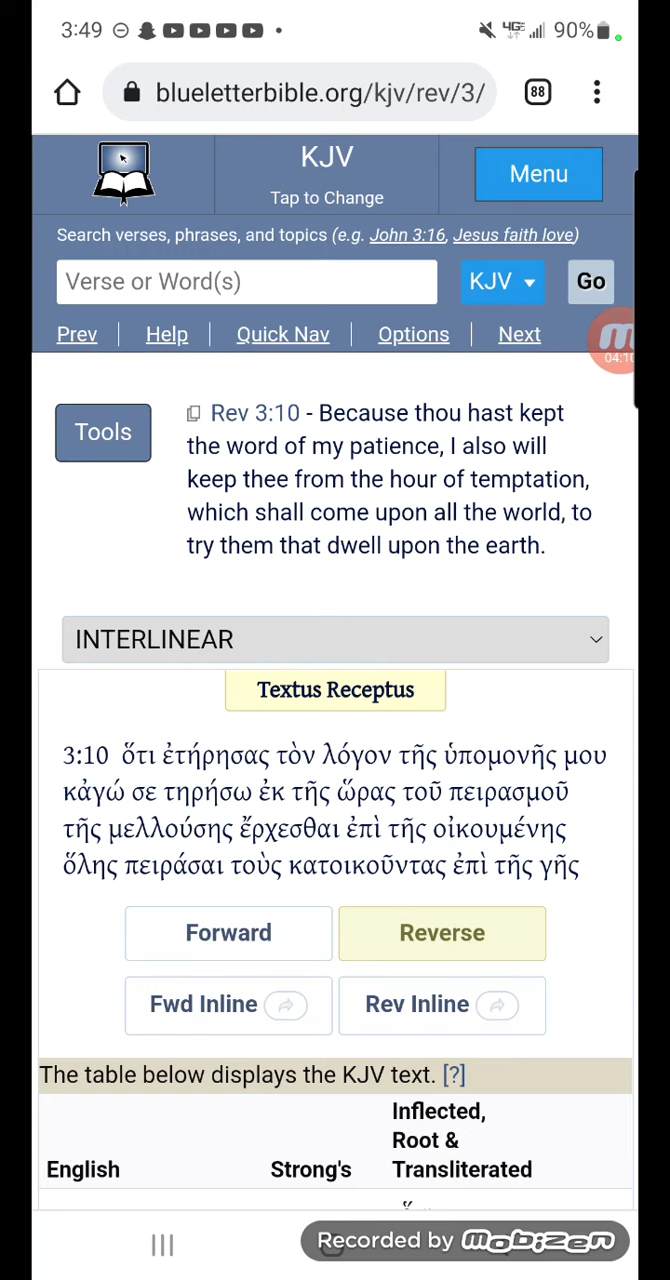 3:49 90%
blueletterbible.org/kjv/rev/3/ 88
KJV
Tap to Change
Menu
Search verses, phrases, and topics (e.g. John 3:16, Jesus faith love)
Verse or Word(s) KJV Go
Prev Help Quick Nav Options Next
04:10
Tools
Rev 3:10 - Because thou hast kept
the word of my patience, I also will
keep thee from the hour of temptation,
which shall come upon all the world, to
try them that dwell upon the earth.
INTERLINEAR
Textus Receptus
3:10 ὅτι ἐτήρησας τὸν λόγον τῆς ὑπομονῆς μου
κἀγώ σε τηρήσω ἐκ τῆς ὥρας τοῦ πειρασμοῦ
τῆς μελλούσης ἔρχεσθαι ἐπὶ τῆς οἰκουμένης
ὅλης πειράσαι τοὺς κατοικοῦντας ἐπὶ τῆς γῆς
Forward Reverse
Fwd Inline Rev Inline
The table below displays the KJV text. [?]
English Strong's Inflected,
Root &
Transliterated
Recorded by mobizen